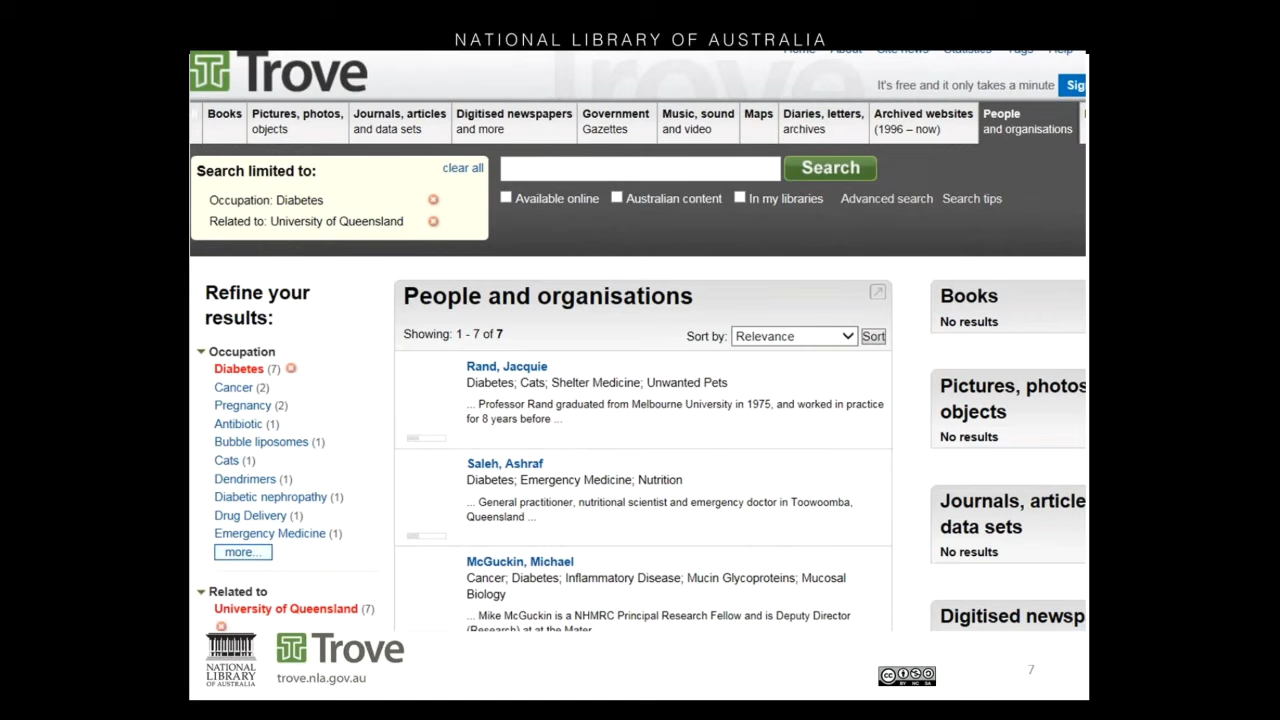 NATIONAL LIBRARY OF AUSTRALIA
Trove
Home About Site news Statistics Tags Help
It's free and it only takes a minute Sig
Books
Pictures, photos, objects
Journals, articles and data sets
Digitised newspapers and more
Government Gazettes
Music, sound and video
Maps
Diaries, letters, archives
Archived websites (1996 – now)
People and organisations
Search limited to:
clear all
Occupation: Diabetes
Related to: University of Queensland
Search
Available online Australian content In my libraries Advanced search Search tips
Refine your
results:
Occupation
Diabetes (7)
Cancer (2)
Pregnancy (2)
Antibiotic (1)
Bubble liposomes (1)
Cats (1)
Dendrimers (1)
Diabetic nephropathy (1)
Drug Delivery (1)
Emergency Medicine (1)
more...
Related to
University of Queensland (7)
People and organisations
Showing: 1 - 7 of 7
Sort by: Relevance Sort
Rand, Jacquie
Diabetes; Cats; Shelter Medicine; Unwanted Pets
... Professor Rand graduated from Melbourne University in 1975, and worked in practice
for 8 years before ...
Saleh, Ashraf
Diabetes; Emergency Medicine; Nutrition
... General practitioner, nutritional scientist and emergency doctor in Toowoomba,
Queensland ...
McGuckin, Michael
Cancer; Diabetes; Inflammatory Disease; Mucin Glycoproteins; Mucosal
Biology
... Mike McGuckin is a NHMRC Principal Research Fellow and is Deputy Director
(Research) at at the Mater
Books
No results
Pictures, photos
objects
No results
Journals, article
data sets
No results
Digitised newsp
NATIONAL
LIBRARY
OF AUSTRALIA
Trove
trove.nla.gov.au
cc
BY NC SA
7